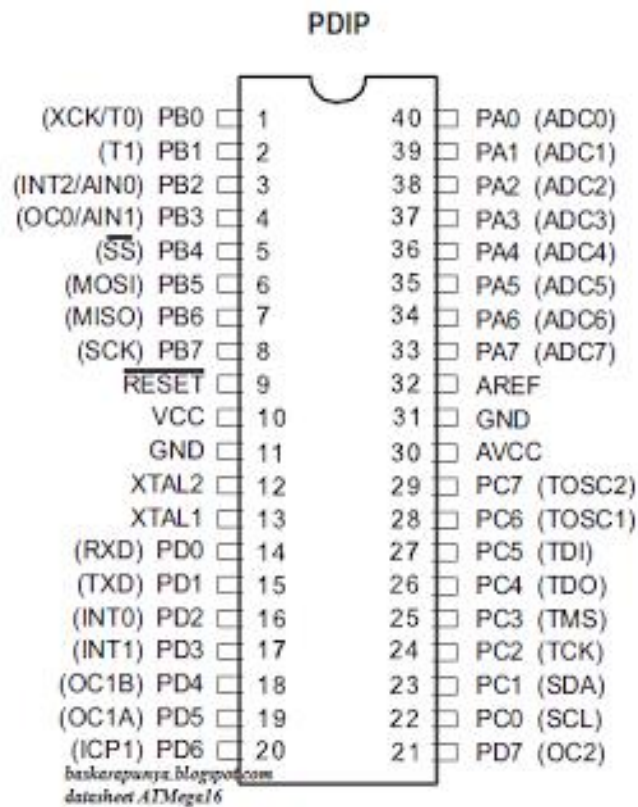 PDIP
(XCK/T0) PB0 1 40 PA0 (ADC0)
(T1) PB1 2 39 PA1 (ADC1)
(INT2/AIN0) PB2 3 38 PA2 (ADC2)
(OC0/AIN1) PB3 4 37 PA3 (ADC3)
(SS) PB4 5 36 PA4 (ADC4)
(MOSI) PB5 6 35 PA5 (ADC5)
(MISO) PB6 7 34 PA6 (ADC6)
(SCK) PB7 8 33 PA7 (ADC7)
RESET 9 32 AREF
VCC 10 31 GND
GND 11 30 AVCC
XTAL2 12 29 PC7 (TOSC2)
XTAL1 13 28 PC6 (TOSC1)
(RXD) PD0 14 27 PC5 (TDI)
(TXD) PD1 15 26 PC4 (TDO)
(INT0) PD2 16 25 PC3 (TMS)
(INT1) PD3 17 24 PC2 (TCK)
(OC1B) PD4 18 23 PC1 (SDA)
(OC1A) PD5 19 22 PC0 (SCL)
(ICP1) PD6 20 21 PD7 (OC2)
baskarapunya.blogspot.com
datasheet ATMega16